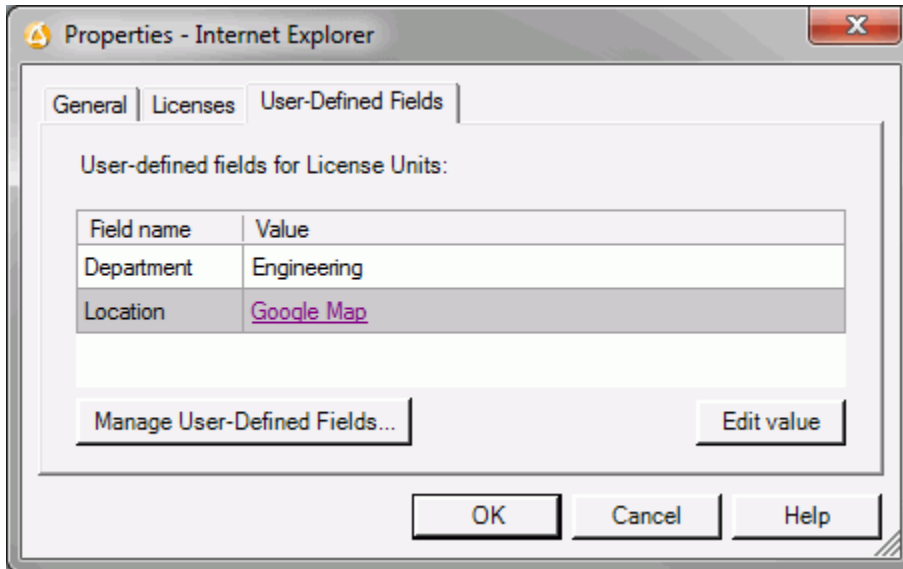 Properties - Internet Explorer
General Licenses User-Defined Fields
User-defined fields for License Units:
Field name Value
Department Engineering
Location Google Map
Manage User-Defined Fields... Edit value
OK Cancel Help